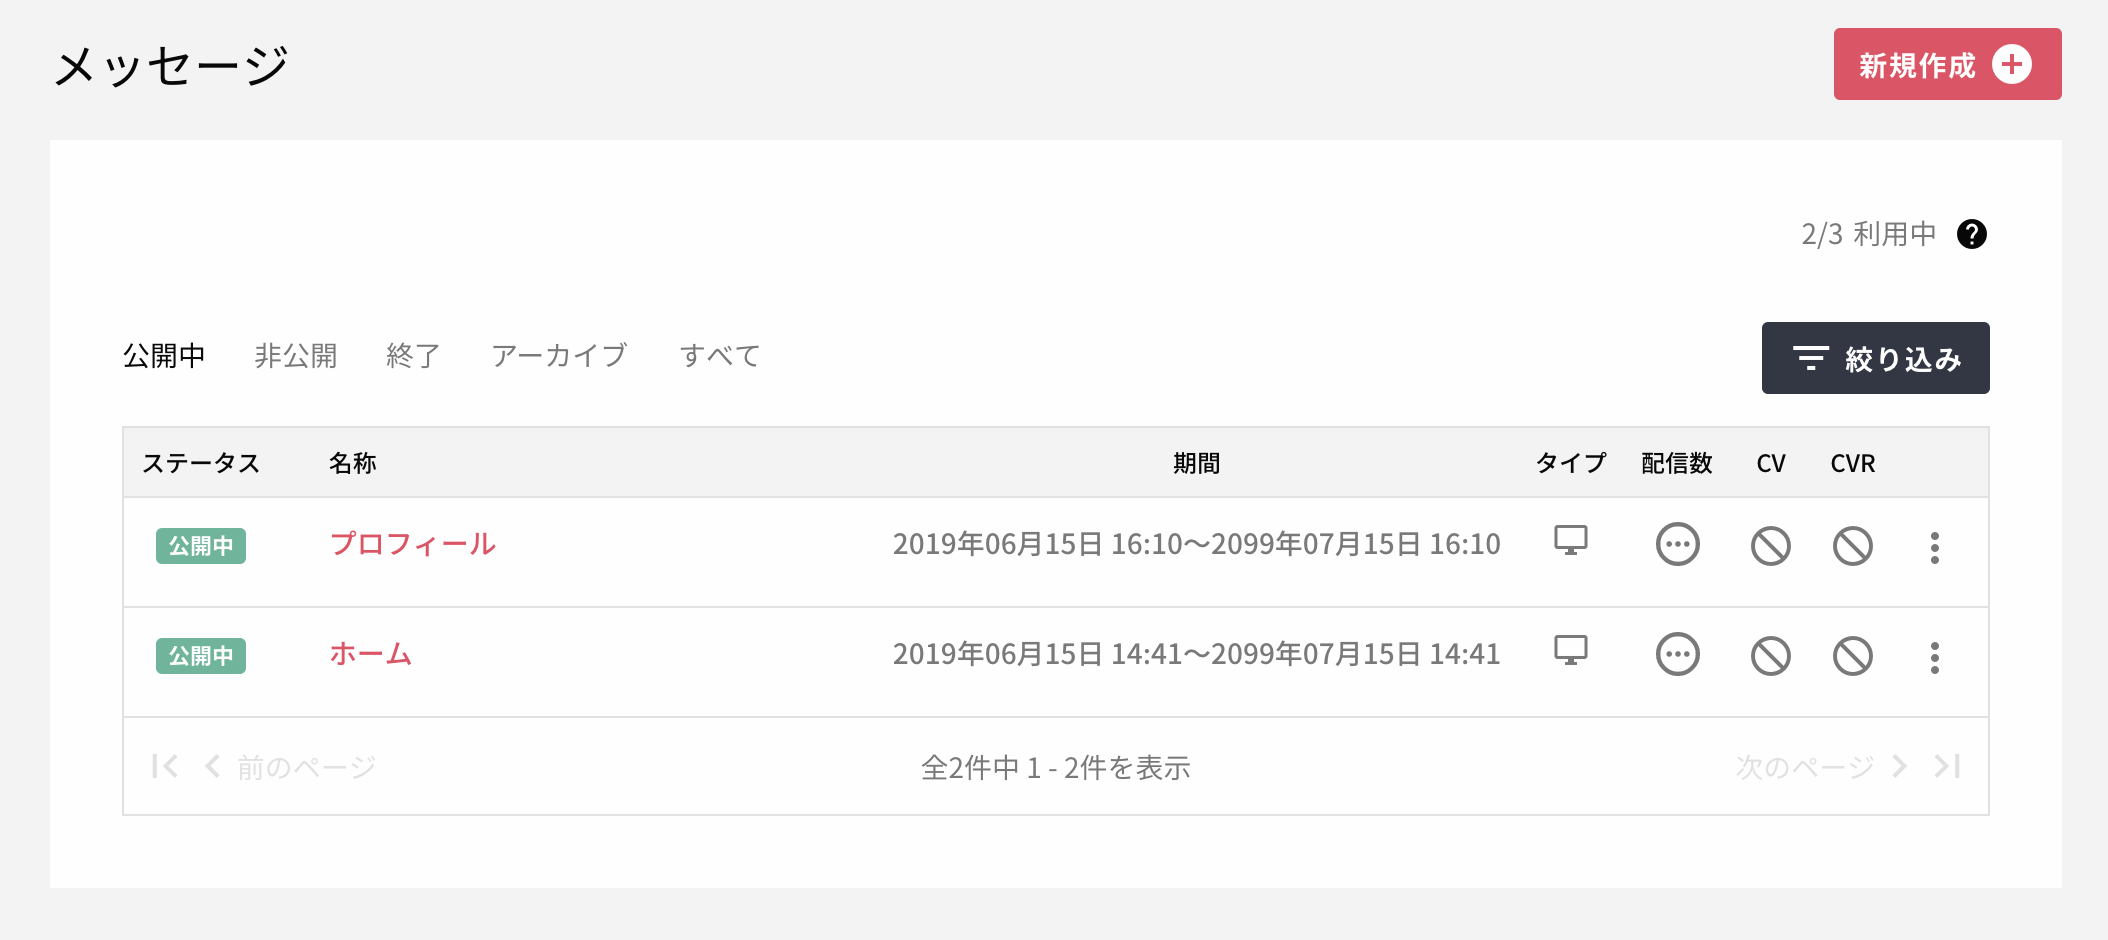 メッセージ
新規作成
2/3 利用中
公開中 非公開 終了 アーカイブ すべて
絞り込み
ステータス 名称 期間 タイプ 配信数 CV CVR
公開中 プロフィール 2019年06月15日 16:10〜2099年07月15日 16:10
公開中 ホーム 2019年06月15日 14:41〜2099年07月15日 14:41
前のページ 全2件中 1 - 2件を表示 次のページ